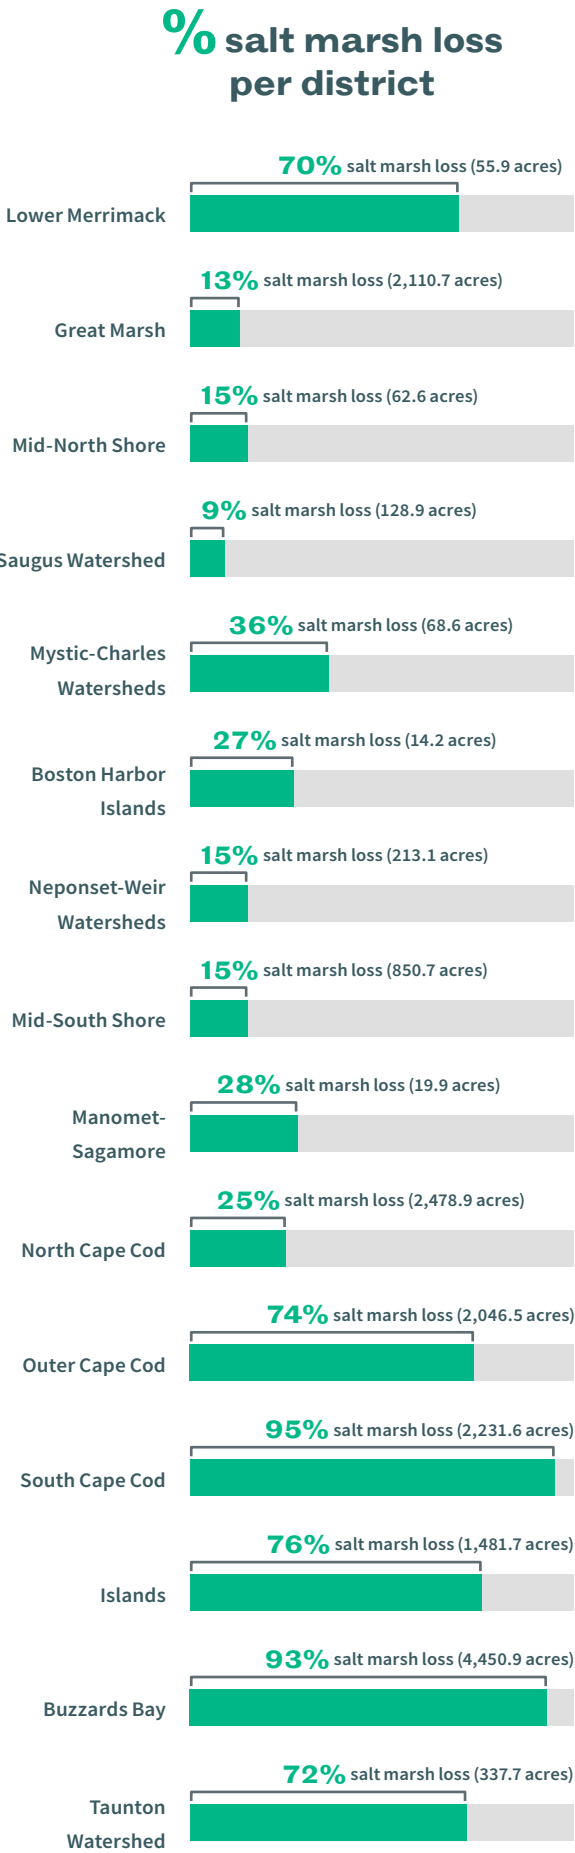 % salt marsh loss
per district
70% salt marsh loss (55.9 acres)
Lower Merrimack
13% salt marsh loss (2,110.7 acres)
Great Marsh
15% salt marsh loss (62.6 acres)
Mid-North Shore
9% salt marsh loss (128.9 acres)
Saugus Watershed
36% salt marsh loss (68.6 acres)
Mystic-Charles
Watersheds
27% salt marsh loss (14.2 acres)
Boston Harbor
Islands
15% salt marsh loss (213.1 acres)
Neponset-Weir
Watersheds
15% salt marsh loss (850.7 acres)
Mid-South Shore
28% salt marsh loss (19.9 acres)
Manomet-
Sagamore
25% salt marsh loss (2,478.9 acres)
North Cape Cod
74% salt marsh loss (2,046.5 acres)
Outer Cape Cod
95% salt marsh loss (2,231.6 acres)
South Cape Cod
76% salt marsh loss (1,481.7 acres)
Islands
93% salt marsh loss (4,450.9 acres)
Buzzards Bay
72% salt marsh loss (337.7 acres)
Taunton
Watershed